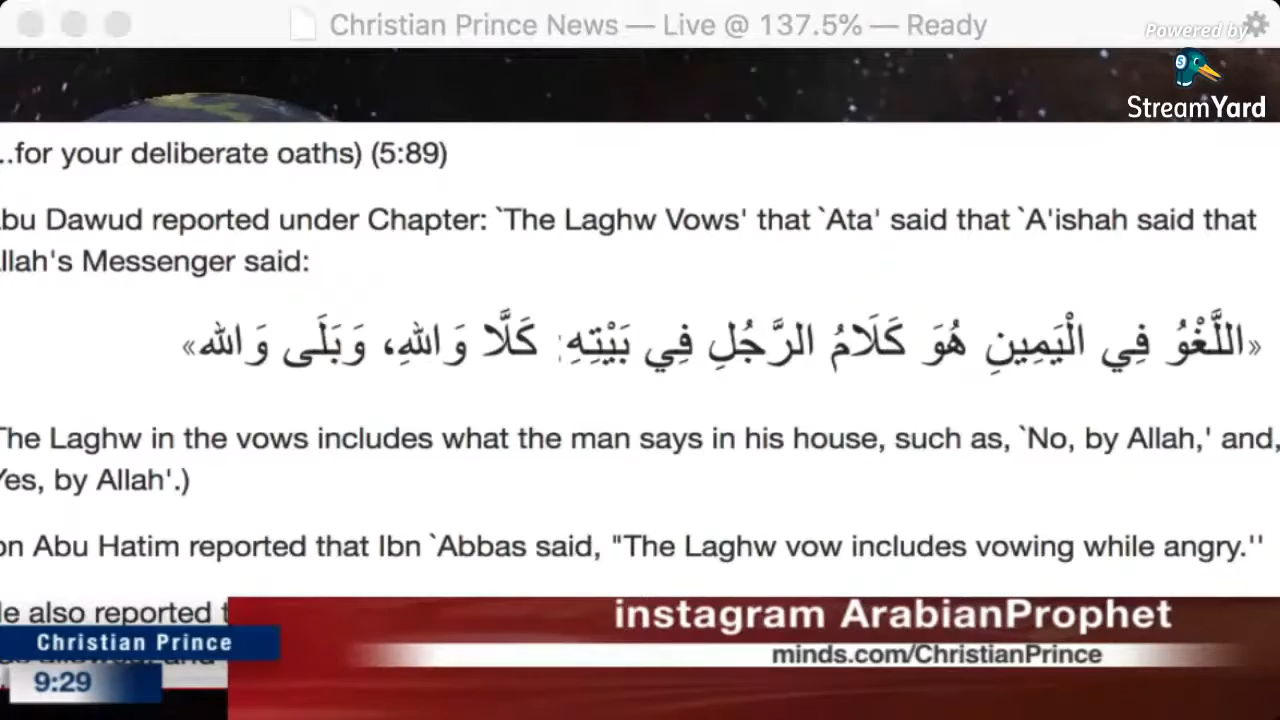 Christian Prince News — Live @ 137.5% — Ready
Powered by
StreamYard
..for your deliberate oaths) (5:89)
bu Dawud reported under Chapter: `The Laghw Vows' that `Ata' said that `A'ishah said that
llah's Messenger said:
«اللَّغْوُ فِي الْيَمِينِ هُوَ كَلَامُ الرَّجُلِ فِي بَيْتِهِ: كَلَّا وَاللهِ، وَبَلَى وَالله»
The Laghw in the vows includes what the man says in his house, such as, `No, by Allah,' and,
Yes, by Allah'.)
bn Abu Hatim reported that Ibn `Abbas said, "The Laghw vow includes vowing while angry.''
He also reported
instagram ArabianProphet
Christian Prince
minds.com/ChristianPrince
9:29